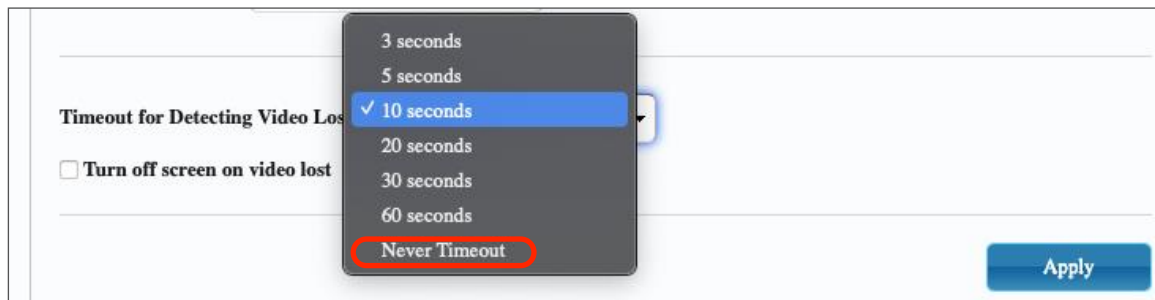 3 seconds
5 seconds
Timeout for Detecting Video Los
✓ 10 seconds
20 seconds
Turn off screen on video lost
30 seconds
60 seconds
Never Timeout
Apply